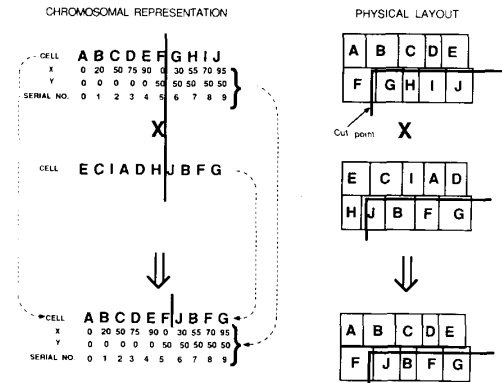 CHROMOSOMAL REPRESENTATION
PHYSICAL LAYOUT
CELL A B C D E F G H I J
X 0 20 50 75 90 0 30 55 70 95
Y 0 0 0 0 0 50 50 50 50 50
SERIAL NO. 0 1 2 3 4 5 6 7 8 9
A B C D E
F G H I J
Cut point
X
X
CELL E C I A D H J B F G
E C I A D
H J B F G
CELL A B C D E F J B F G
X 0 20 50 75 90 0 30 55 70 95
Y 0 0 0 0 0 50 50 50 50 50
SERIAL NO. 0 1 2 3 4 5 6 7 8 9
A B C D E
F J B F G